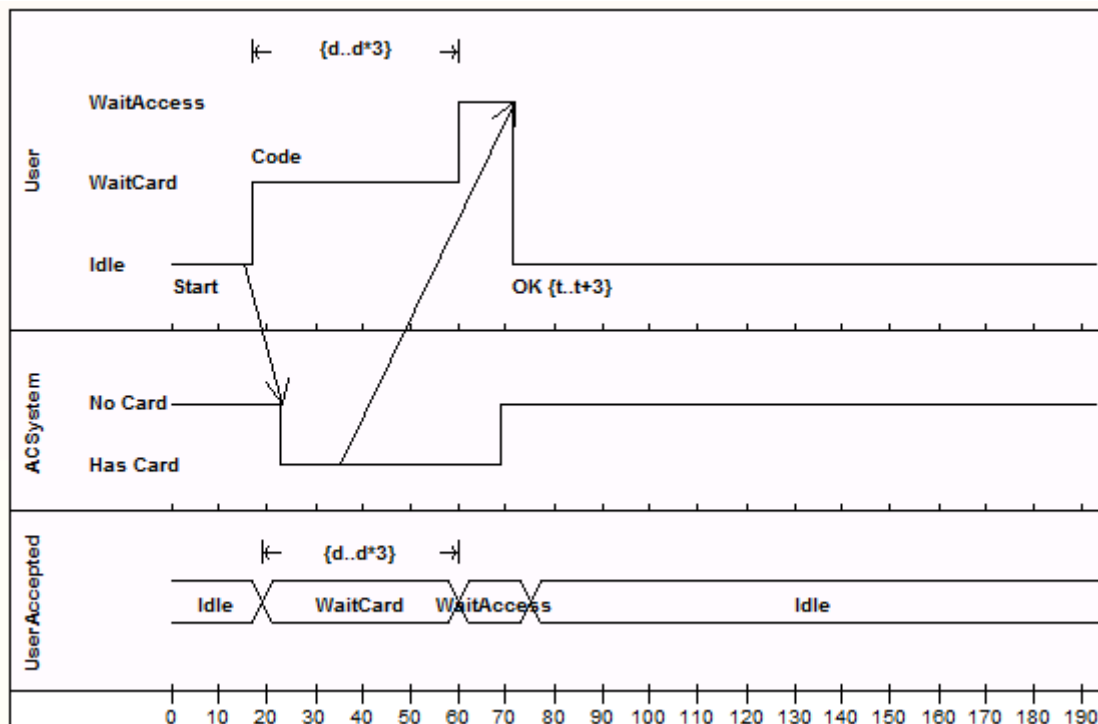 {d..d*3}
WaitAccess
Code
User
WaitCard
Idle
Start
OK {t..t+3}
ACSystem
No Card
Has Card
{d..d*3}
UserAccepted
Idle
WaitCard
WaitAccess
Idle
0 10 20 30 40 50 60 70 80 90 100 110 120 130 140 150 160 170 180 190